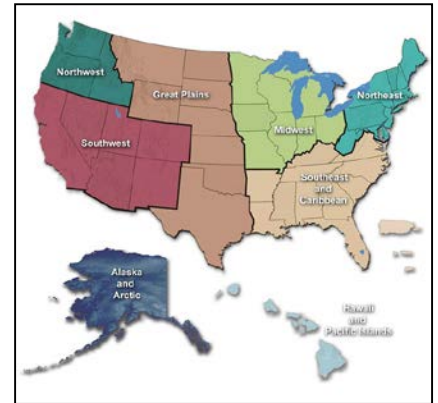 Northwest
Great Plains
Northeast
Midwest
Southwest
Southeast
and
Caribbean
Alaska
and
Arctic
Hawaii
and
Pacific Islands